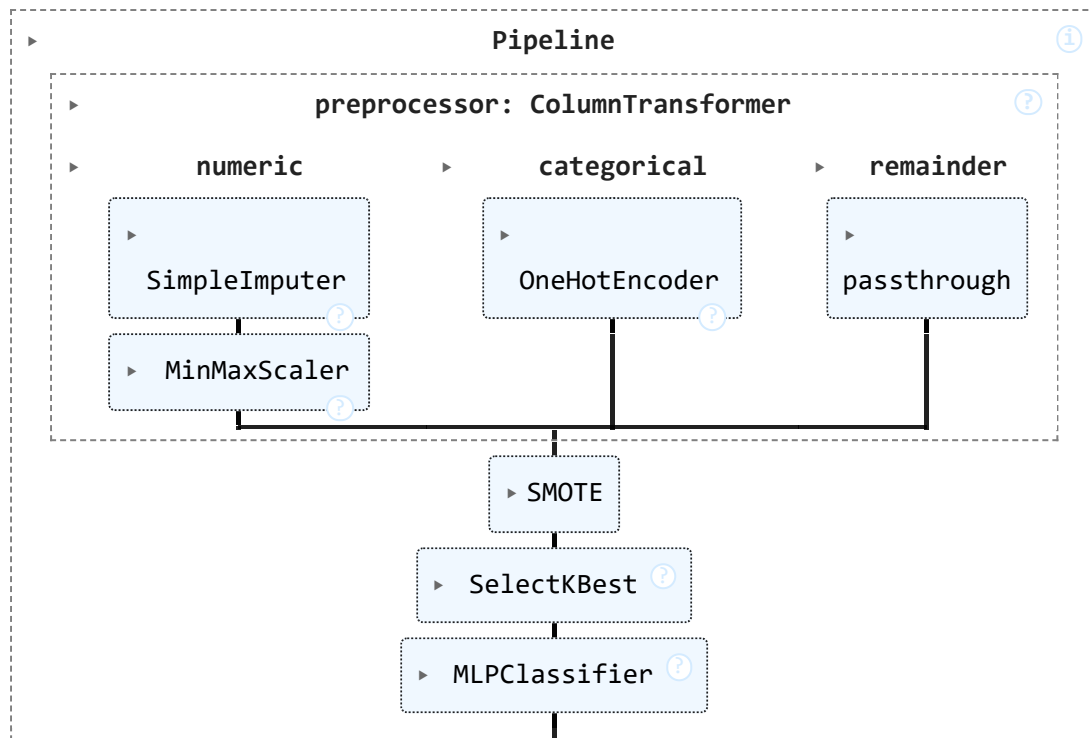 ▸ Pipeline i
▸ preprocessor: ColumnTransformer ?
▸ numeric ▸ categorical ▸ remainder
▸ ▸ ▸
SimpleImputer OneHotEncoder passthrough
? ?
▸ MinMaxScaler
?
▸ SMOTE
▸ SelectKBest ?
▸ MLPClassifier ?